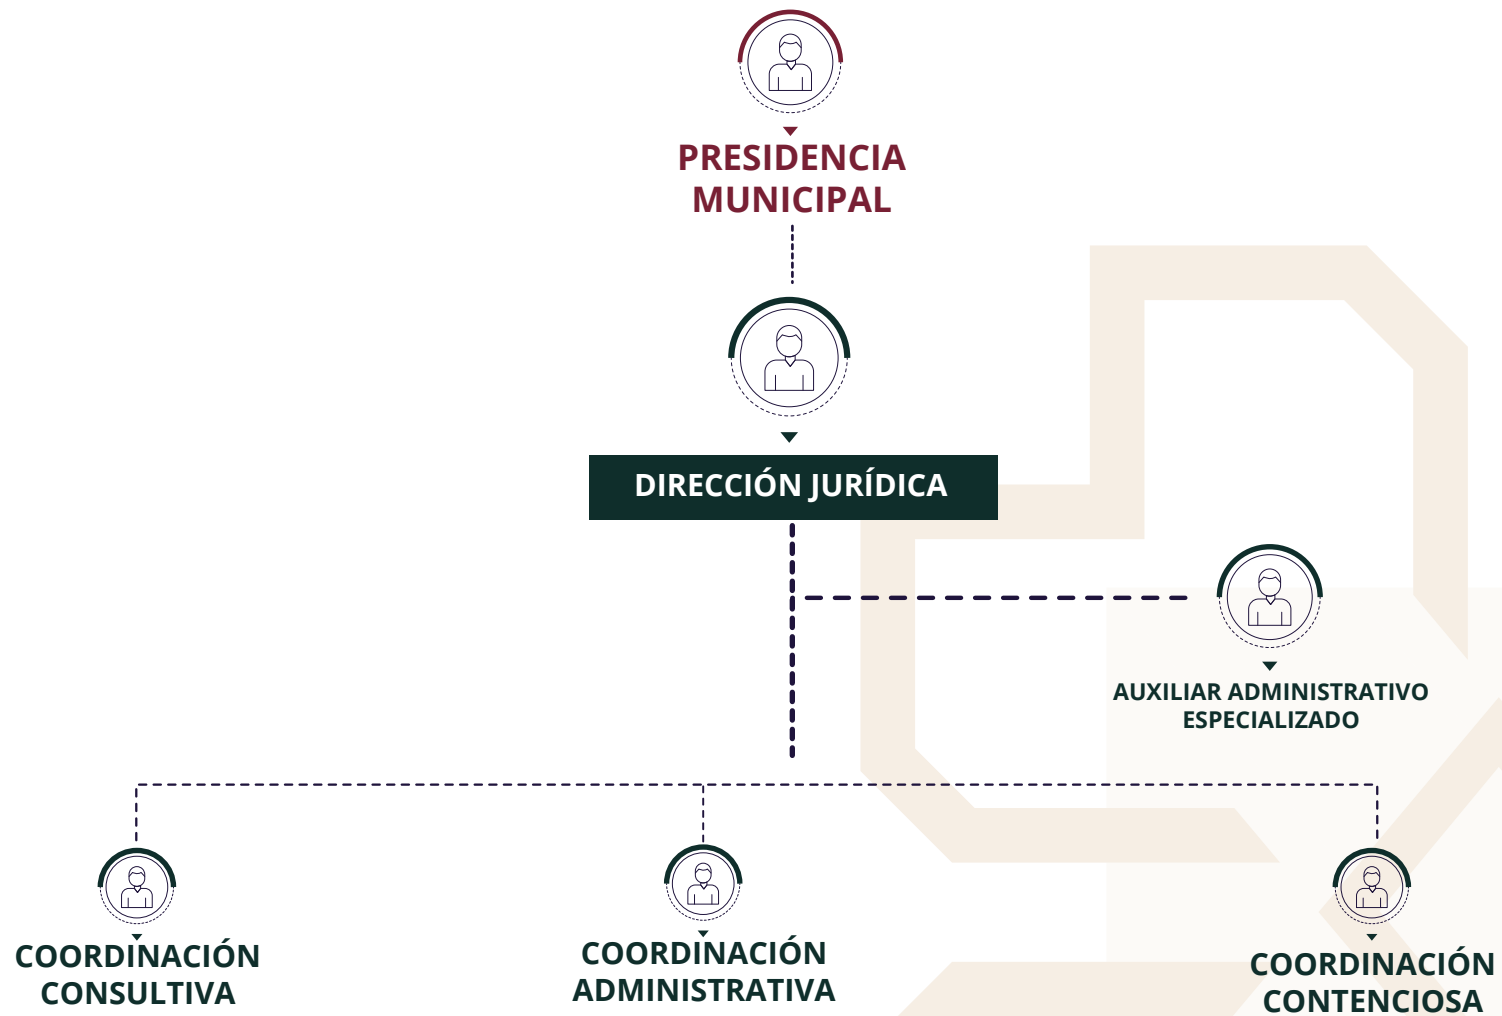 PRESIDENCIA
MUNICIPAL
DIRECCIÓN JURÍDICA
AUXILIAR ADMINISTRATIVO
ESPECIALIZADO
COORDINACIÓN
CONSULTIVA
COORDINACIÓN
ADMINISTRATIVA
COORDINACIÓN
CONTENCIOSA